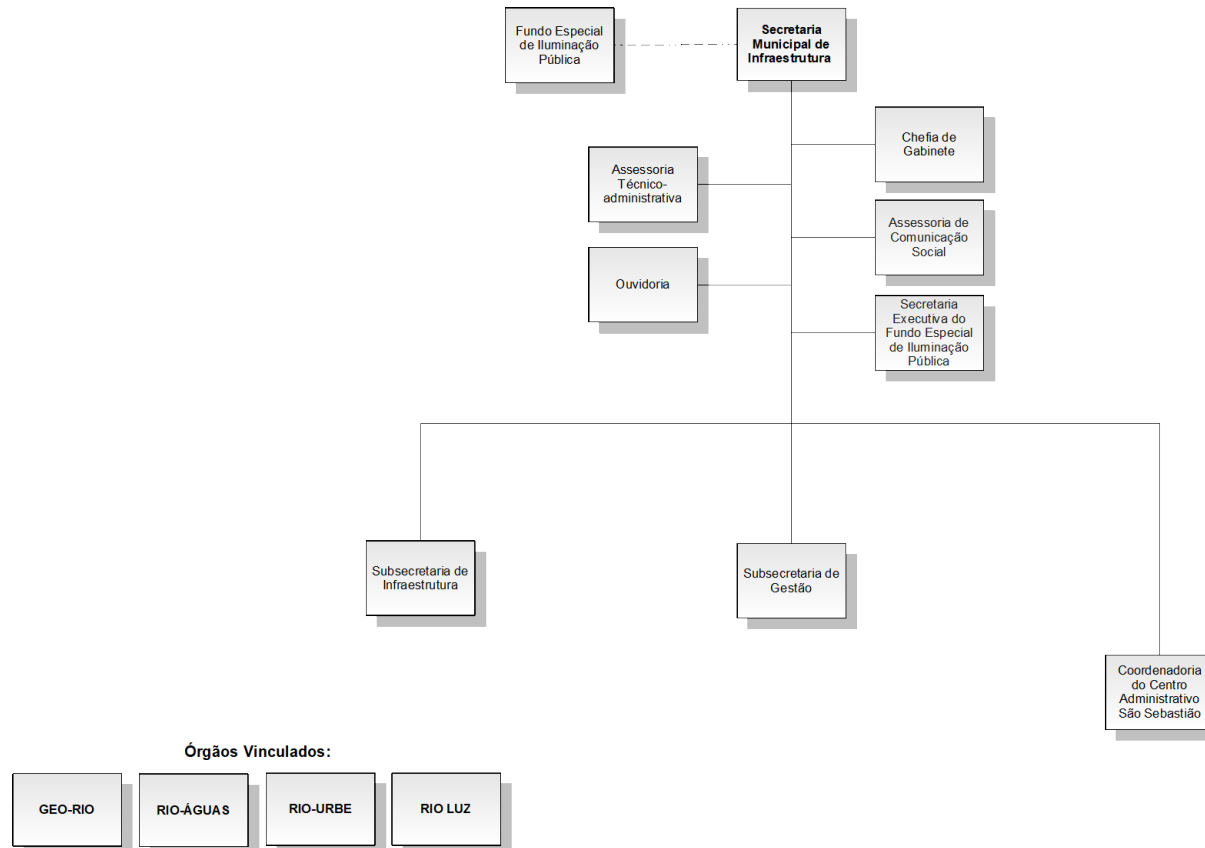 Fundo Especial
de Iluminação
Pública
Secretaria
Municipal de
Infraestrutura
Chefia de
Gabinete
Assessoria
Técnico-
administrativa
Assessoria de
Comunicação
Social
Ouvidoria
Secretaria
Executiva do
Fundo Especial
de Iluminação
Pública
Subsecretaria de
Infraestrutura
Subsecretaria de
Gestão
Coordenadoria
do Centro
Administrativo
São Sebastião
Órgãos Vinculados:
GEO-RIO
RIO-ÁGUAS
RIO-URBE
RIO LUZ